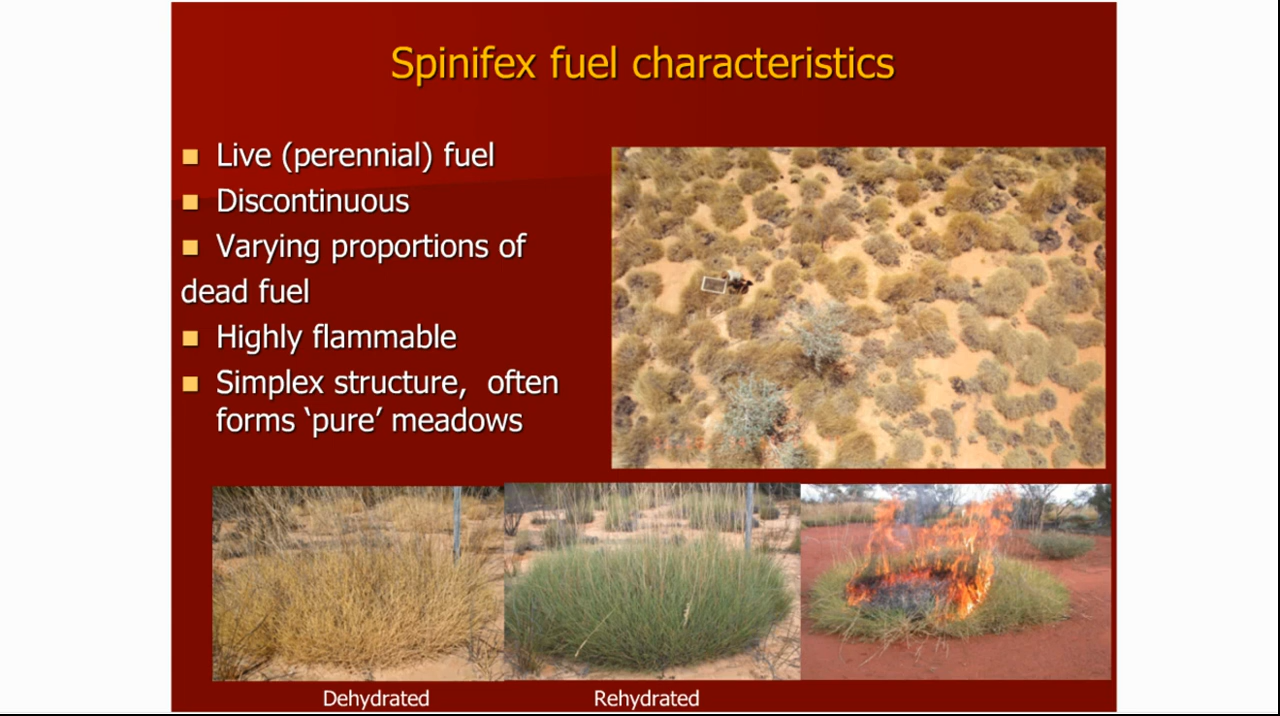 Spinifex fuel characteristics
Live (perennial) fuel
Discontinuous
Varying proportions of
dead fuel
Highly flammable
Simplex structure,  often
forms ‘pure’ meadows
Dehydrated
Rehydrated